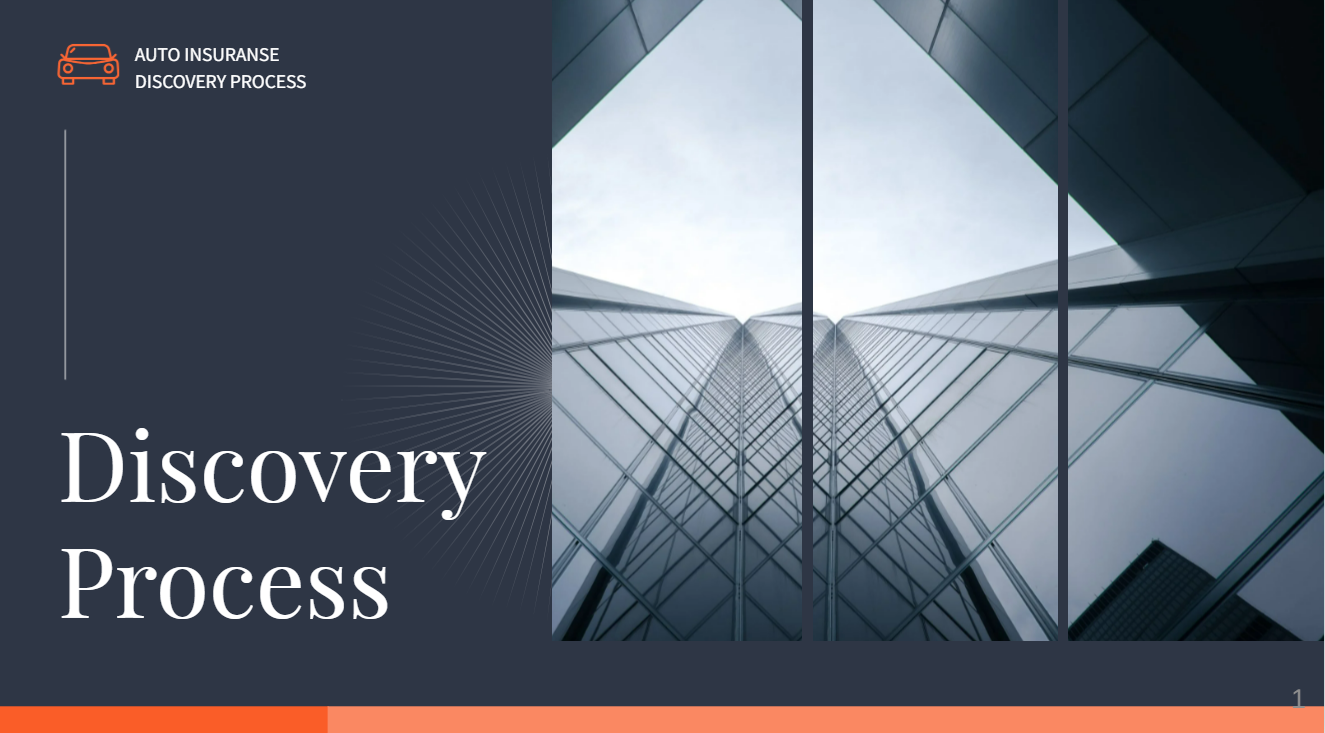 AUTO INSURANSE
DISCOVERY PROCESS
Discovery
Process
1